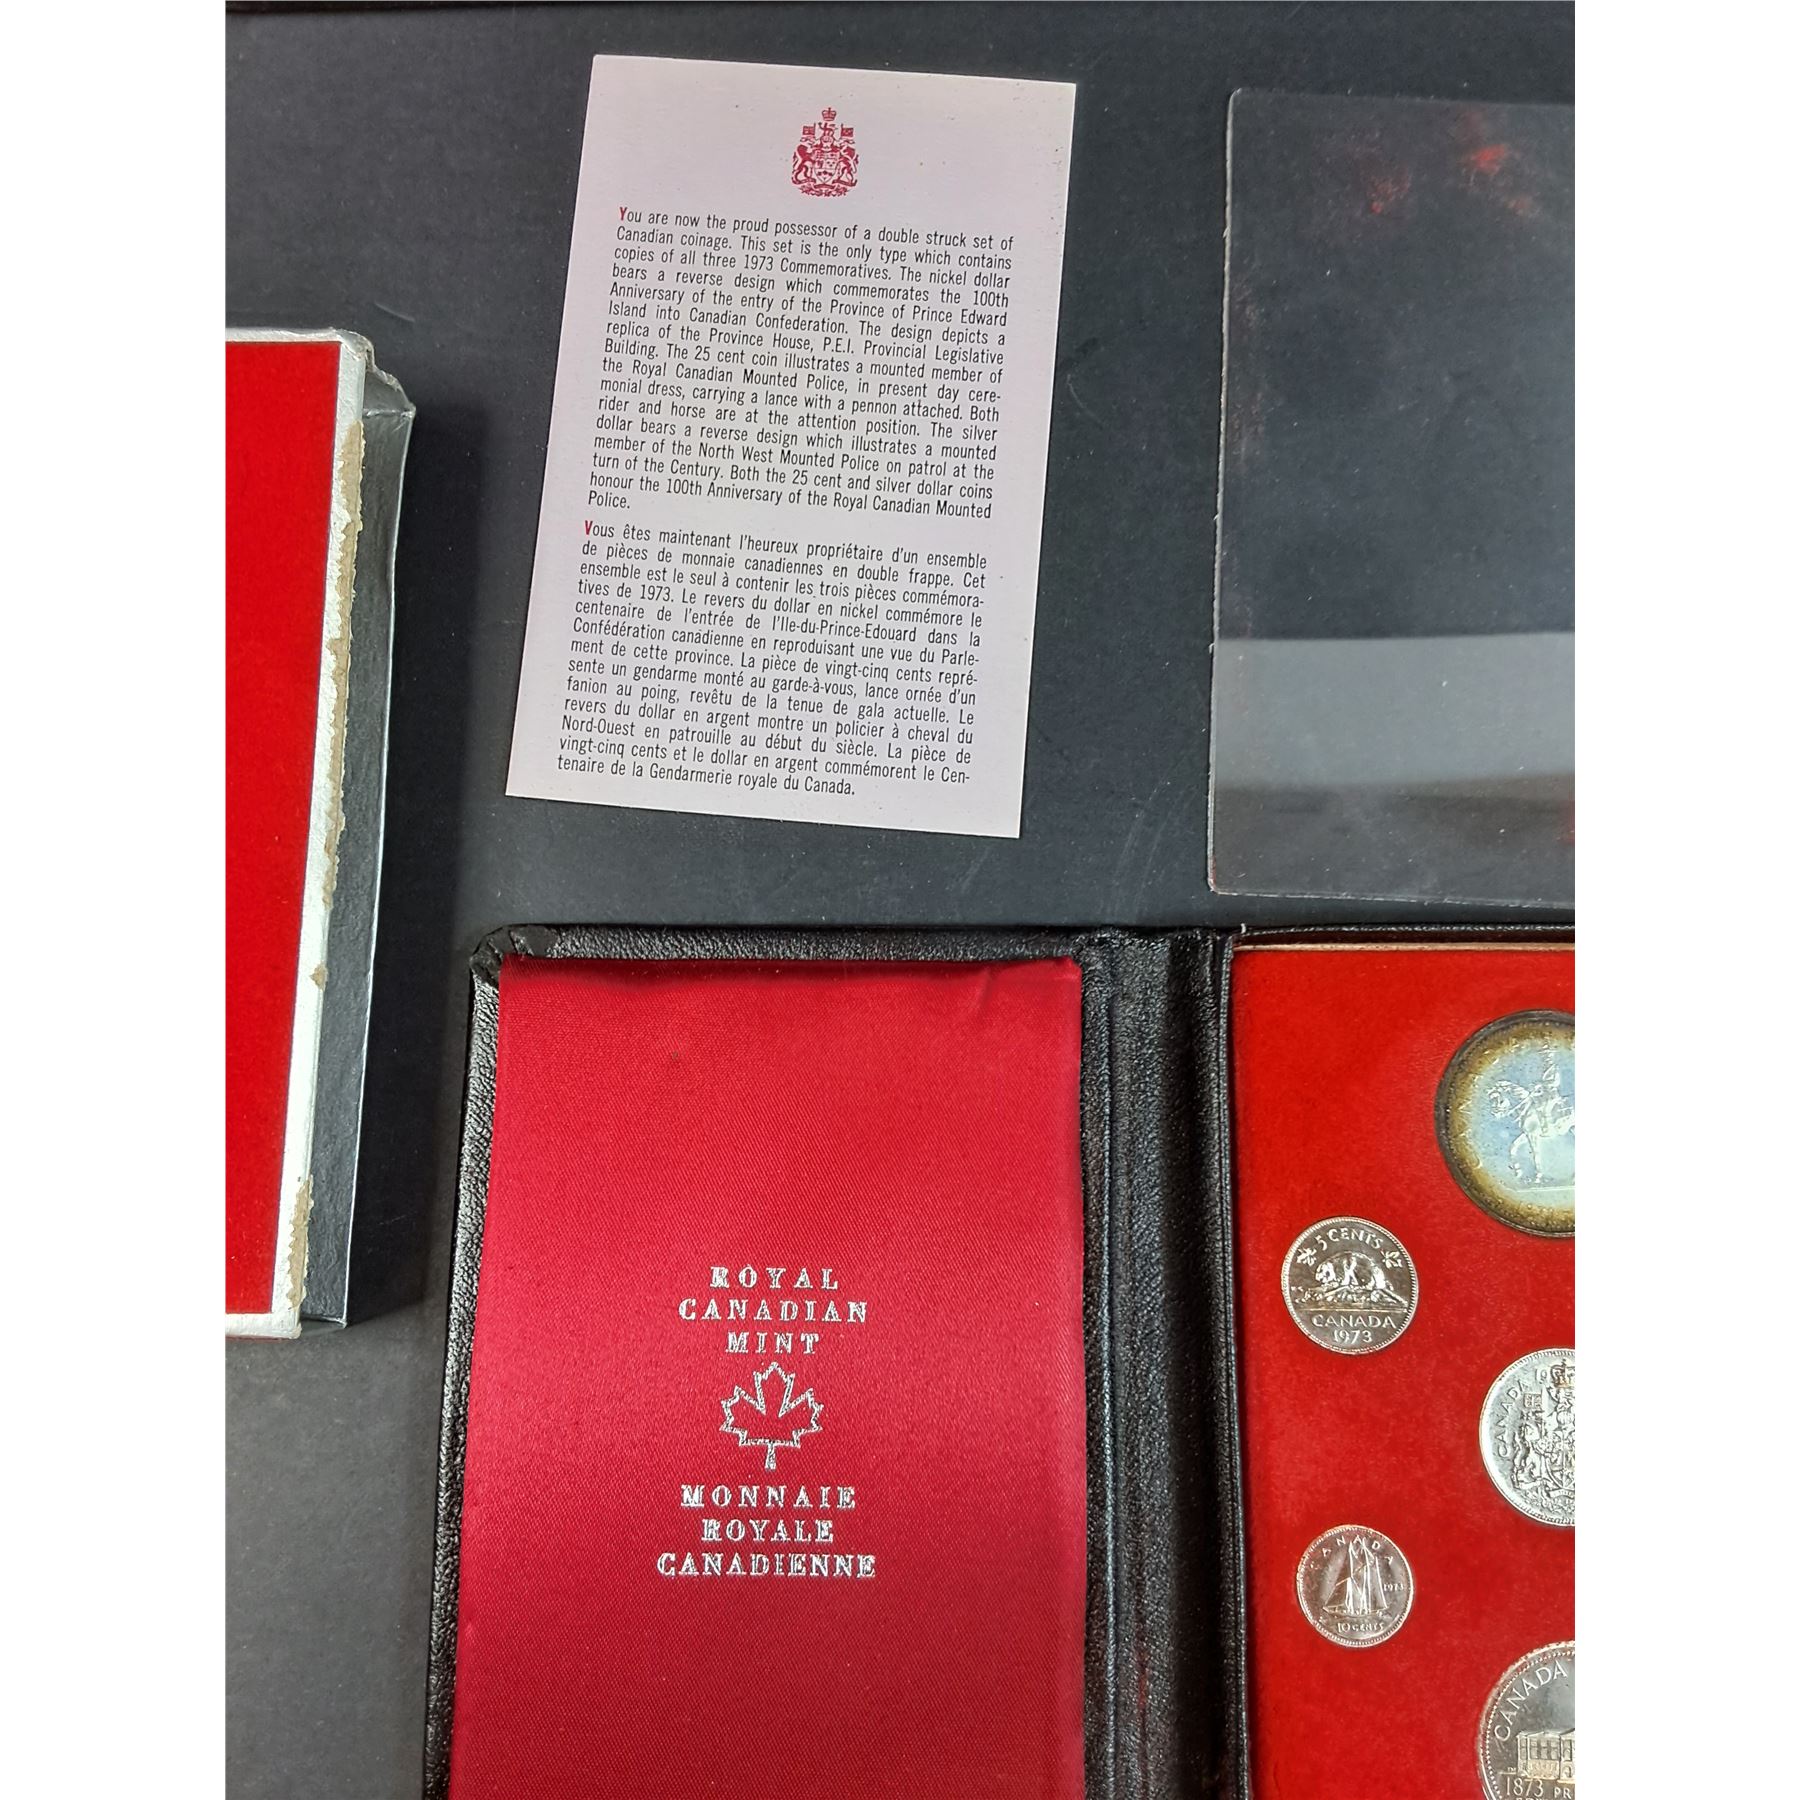 You are now the proud possessor of a double struck set of
Canadian coinage. This set is the only type which contains
copies of all three 1973 Commemoratives. The nickel dollar
bears a reverse design which commemorates the 100th
Anniversary of the entry of the Province of Prince Edward
Island into Canadian Confederation. The design depicts a
replica of the Province House, P.E.I. Provincial Legislative
Building. The 25 cent coin illustrates a mounted member of
the Royal Canadian Mounted Police, in present day cere-
monial dress, carrying a lance with a pennon attached. Both
rider and horse are at the attention position. The silver
dollar bears a reverse design which illustrates a mounted
member of the North West Mounted Police on patrol at the
turn of the Century. Both the 25 cent and silver dollar coins
honour the 100th Anniversary of the Royal Canadian Mounted
Police.
Vous êtes maintenant l'heureux propriétaire d'un ensemble
de pièces de monnaie canadiennes en double frappe. Cet
ensemble est le seul à contenir les trois pièces commémora-
tives de 1973. Le revers du dollar en nickel commémore le
centenaire de l'entrée de l'Ile-du-Prince-Edouard dans la
Confédération canadienne en reproduisant une vue du Parle-
ment de cette province. La pièce de vingt-cinq cents repré-
sente un gendarme monté au garde-à-vous, lance ornée d'un
fanion au poing, revêtu de la tenue de gala actuelle. Le
revers du dollar en argent montre un policier à cheval du
Nord-Ouest en patrouille au début du siècle. La pièce de
vingt-cinq cents et le dollar en argent commémorent le Cen-
tenaire de la Gendarmerie royale du Canada.
ROYAL
CANADIAN
MINT
MONNAIE
ROYALE
CANADIENNE
5 CENTS
CANADA
1973
CANADA 19
CANADA
1973
10 CENTS
CANADA
1873 PR